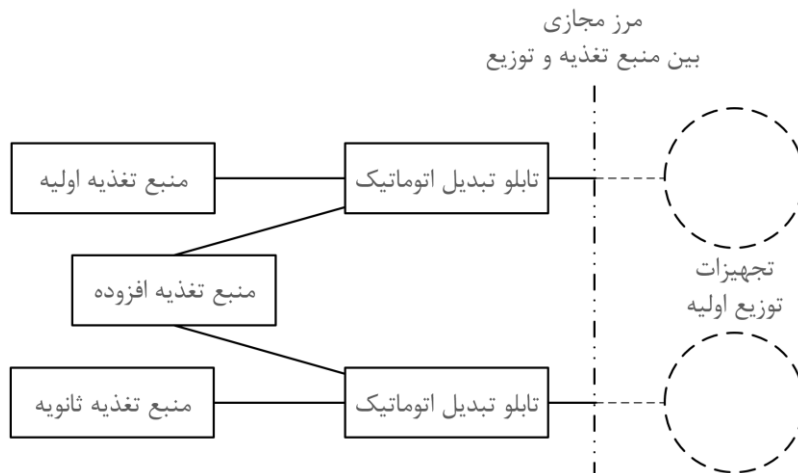 مرز مجازی
بین منبع تغذیه و توزیع
منبع تغذیه اولیه
تابلو تبدیل اتوماتیک
منبع تغذیه افزوده
تجهیزات
توزیع اولیه
منبع تغذیه ثانویه
تابلو تبدیل اتوماتیک